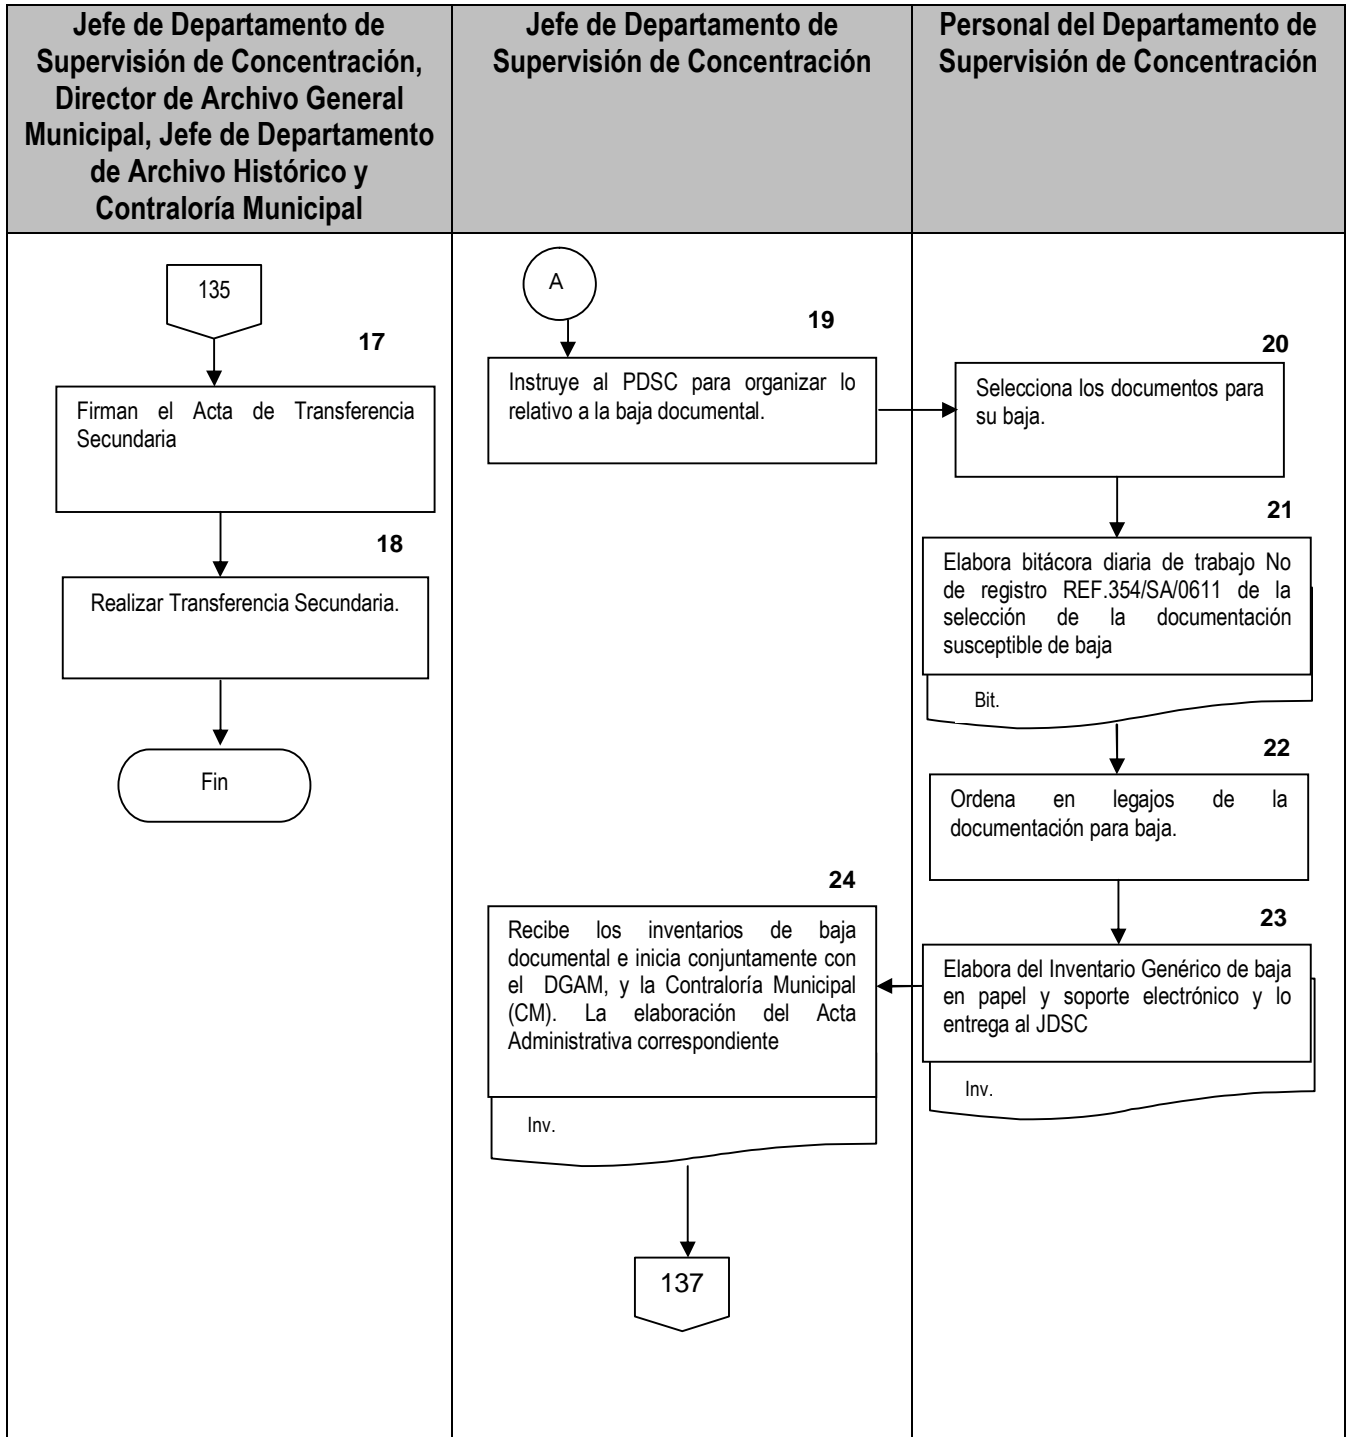 Jefe de Departamento de
Supervisión de Concentración,
Director de Archivo General
Municipal, Jefe de Departamento
de Archivo Histórico y
Contraloría Municipal
Jefe de Departamento de
Supervisión de Concentración
Personal del Departamento de
Supervisión de Concentración
135
17
Firman el Acta de Transferencia
Secundaria
18
Realizar Transferencia Secundaria.
Fin
A
19
Instruye al PDSC para organizar lo
relativo a la baja documental.
20
Selecciona los documentos para
su baja.
21
Elabora bitácora diaria de trabajo No
de registro REF.354/SA/0611 de la
selección de la documentación
susceptible de baja
Bit.
22
Ordena en legajos de la
documentación para baja.
23
Elabora del Inventario Genérico de baja
en papel y soporte electrónico y lo
entrega al JDSC
Inv.
24
Recibe los inventarios de baja
documental e inicia conjuntamente con
el DGAM, y la Contraloría Municipal
(CM). La elaboración del Acta
Administrativa correspondiente
Inv.
137